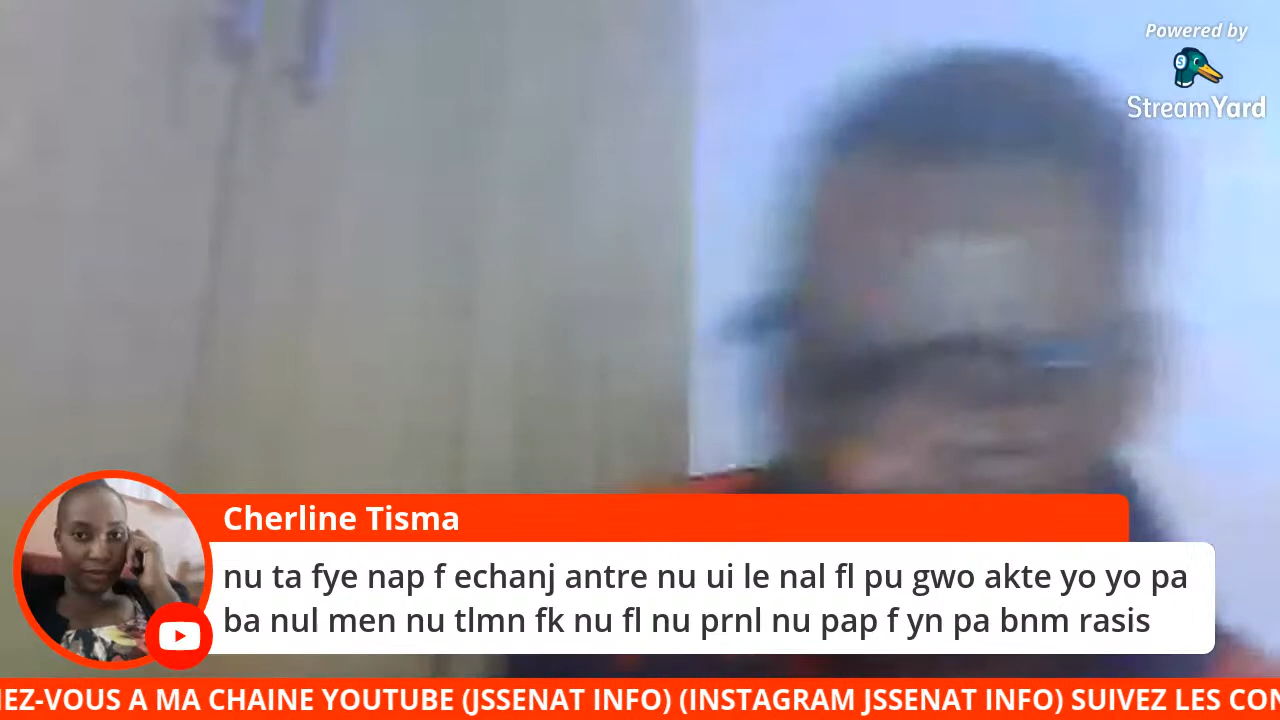 Powered by
StreamYard
Cherline Tisma
nu ta fye nap f echanj antre nu ui le nal fl pu gwo akte yo yo pa
ba nul men nu tlmn fk nu fl nu prnl nu pap f yn pa bnm rasis
IEZ-VOUS A MA CHAINE YOUTUBE (JSSENAT INFO) (INSTAGRAM JSSENAT INFO) SUIVEZ LES CON